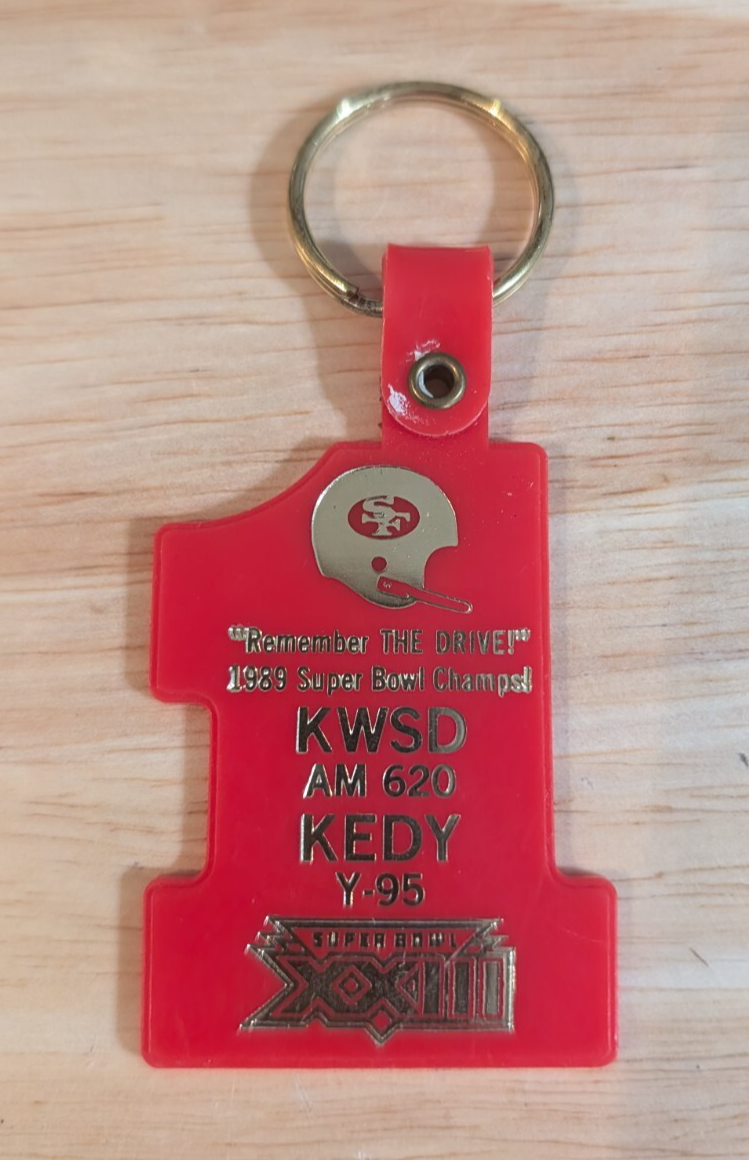 SF
"Remember THE DRIVE!"
1989 Super Bowl Champs!
KWSD
AM 620
KEDY
Y-95
SUPER BOWL
XXIII